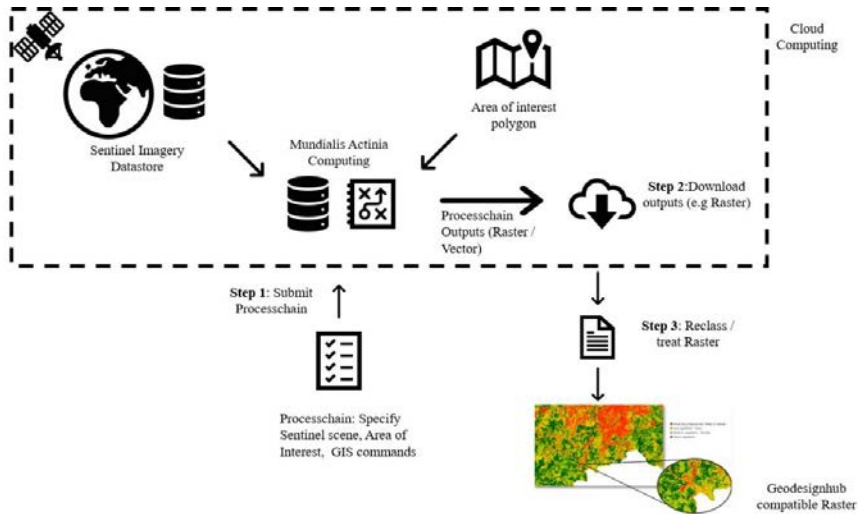 Cloud
Computing
Sentinel Imagery
Datastore
Area of interest
polygon
Mundialis Actinia
Computing
Processchain
Outputs (Raster /
Vector)
Step 2:Download
outputs (e.g Raster)
Step 1: Submit
Processchain
Step 3: Reclass /
treat Raster
Processchain: Specify
Sentinel scene, Area of
Interest, GIS commands
Geodesignhub
compatible Raster